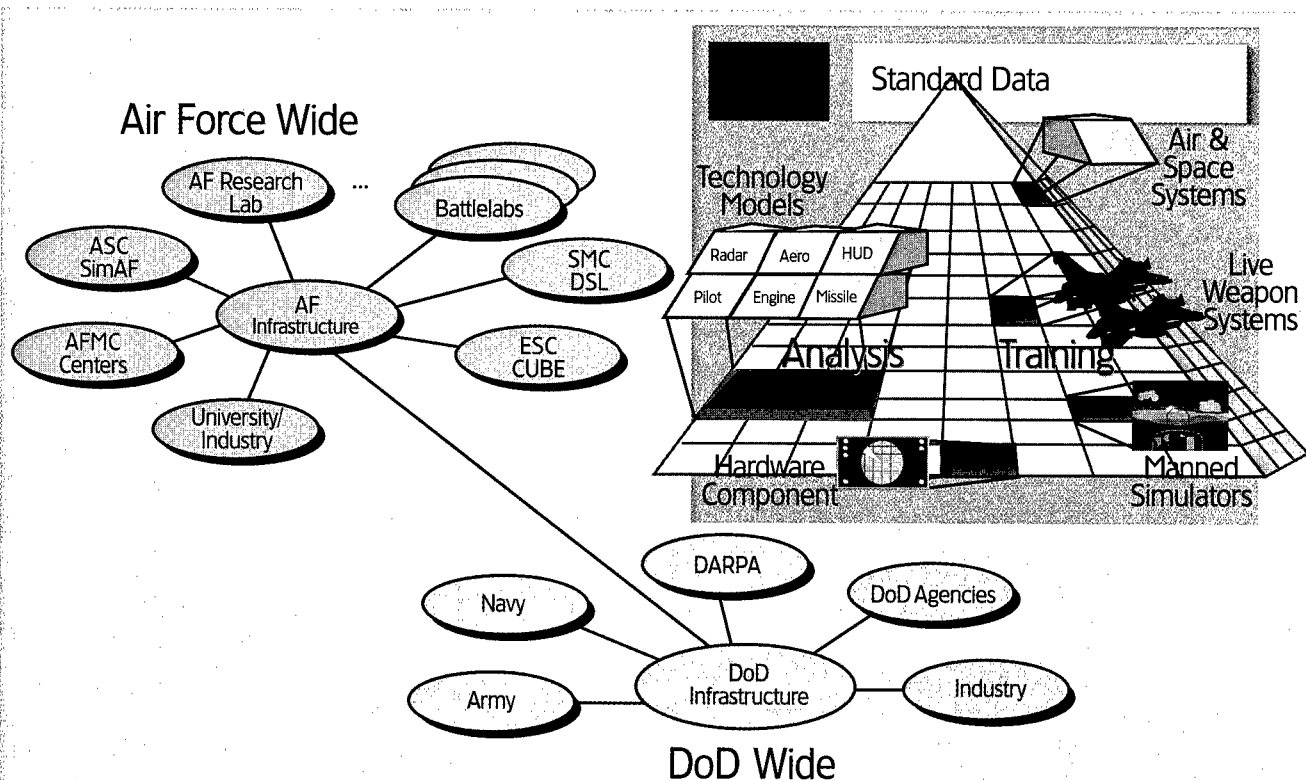 Standard Data
Air Force Wide
AF Research
Lab
...
Battlelabs
ASC
SimAF
SMC
DSL
AF
Infrastructure
AFMC
Centers
ESC
CUBE
University/
Industry
Technology
Models
Air &
Space
Systems
Radar
Aero
HUD
Pilot
Engine
Missile
Live
Weapon
Systems
Analysis
Training
Hardware
Component
Manned
Simulators
DARPA
Navy
DoD Agencies
DoD
Infrastructure
Army
Industry
DoD Wide